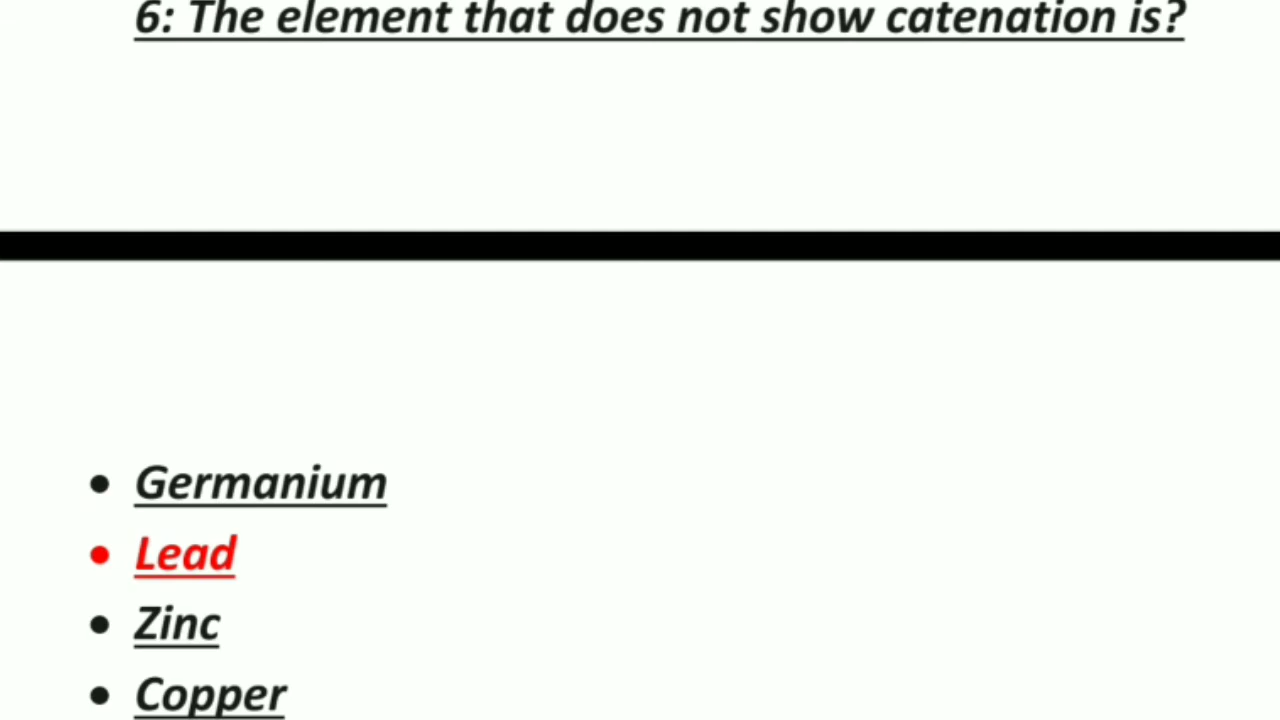 6: The element that does not show catenation is?
• Germanium
• Lead
• Zinc
• Copper